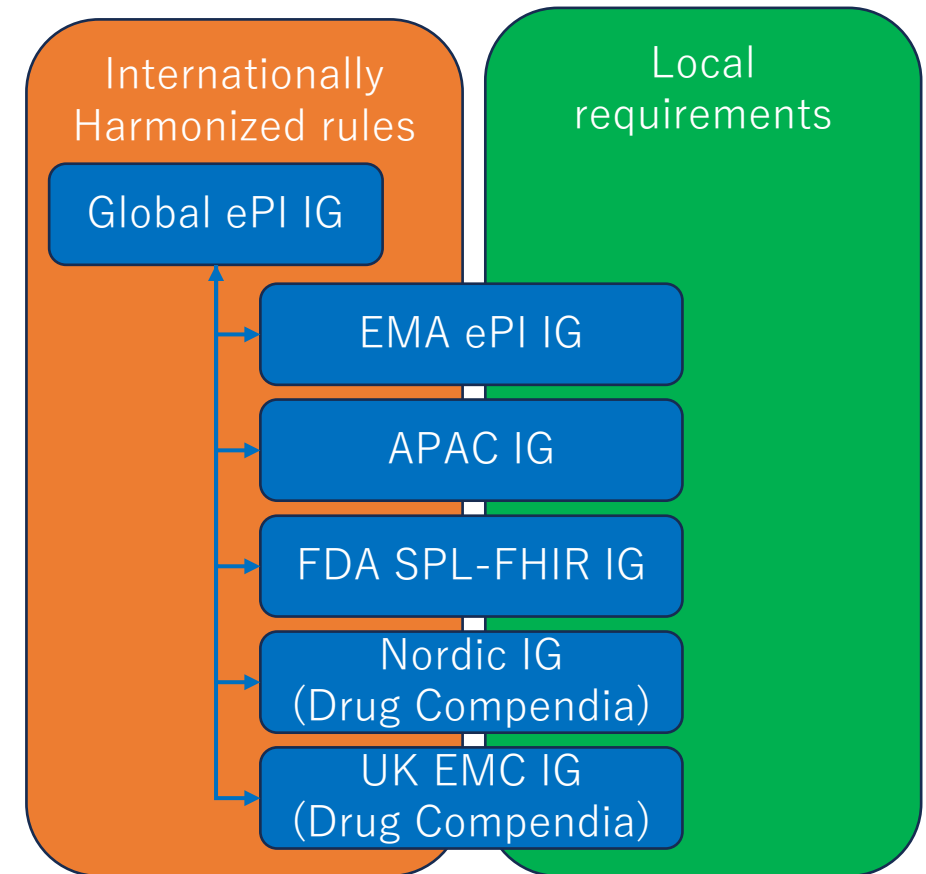 Internationally
Harmonized rules
Local
requirements
Global ePI IG
EMA ePI IG
APAC IG
FDA SPL-FHIR IG
Nordic IG
(Drug Compendia)
UK EMC IG
(Drug Compendia)